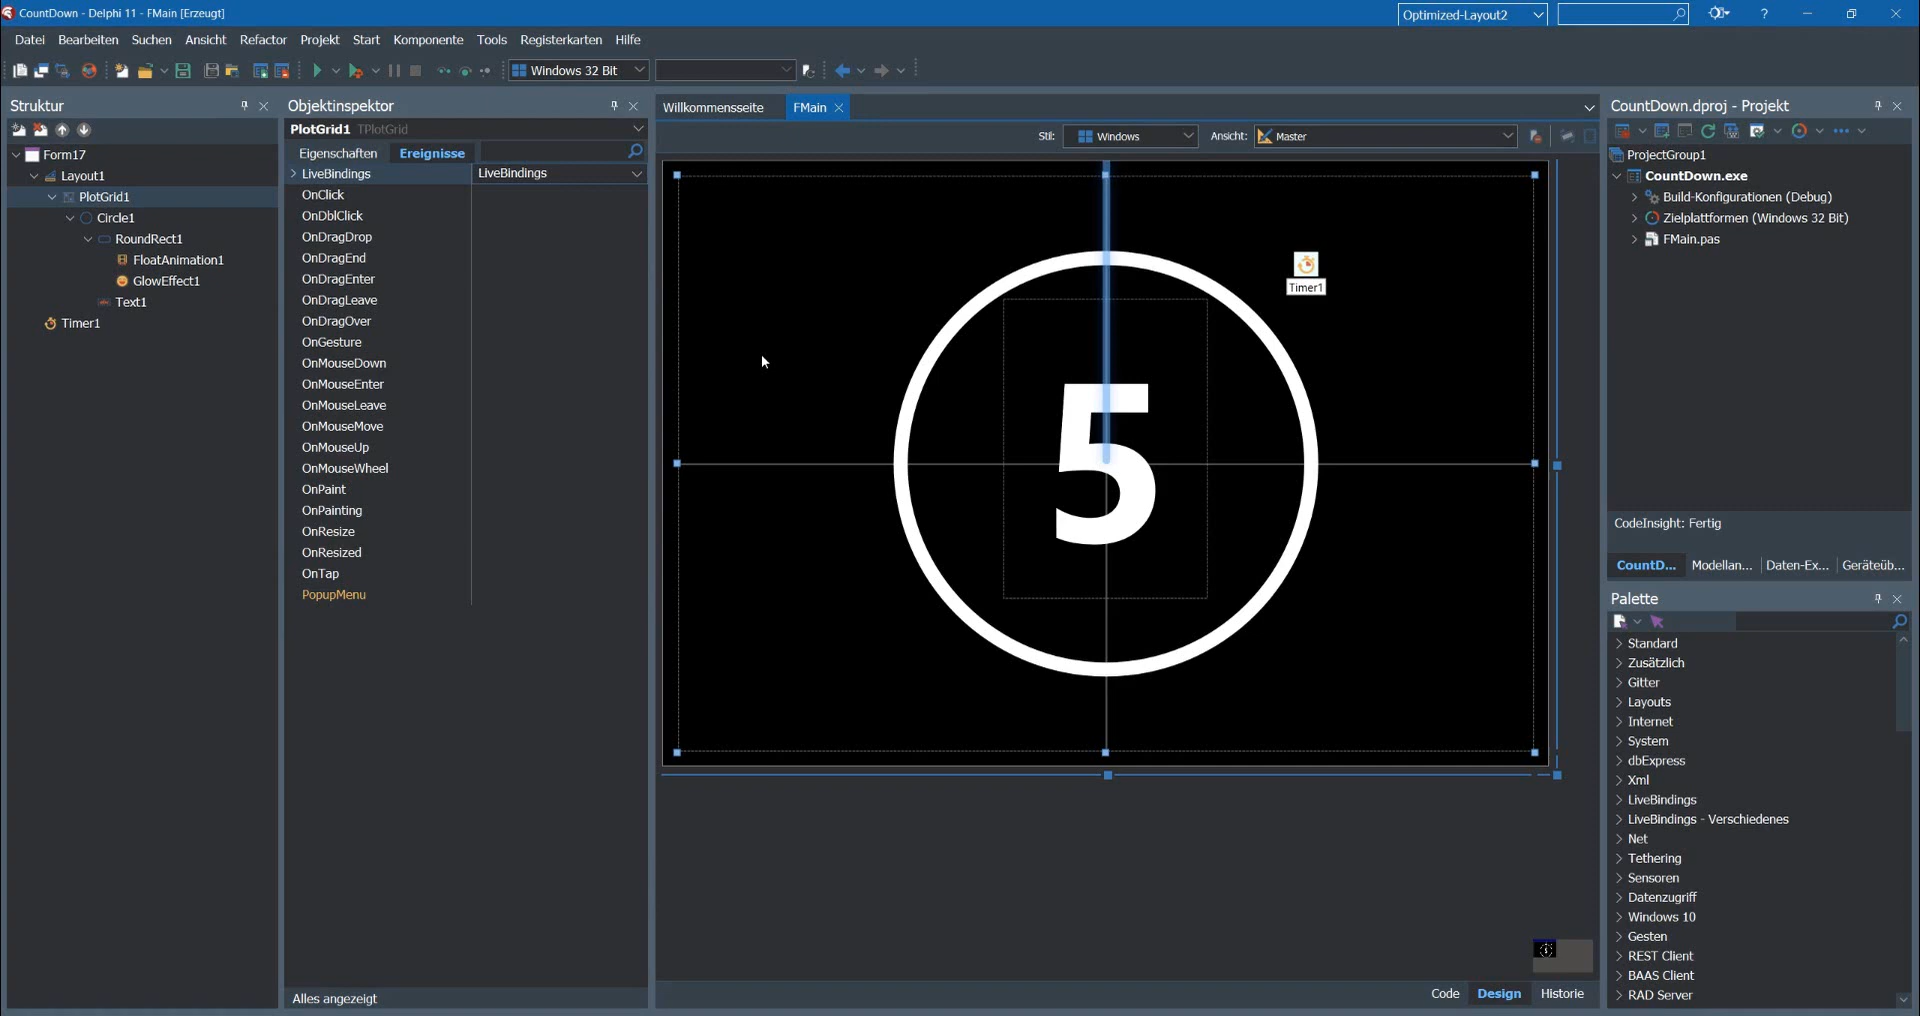 CountDown - Delphi 11 - FMain [Erzeugt]
Optimized-Layout2
?
Datei Bearbeiten Suchen Ansicht Refactor Projekt Start Komponente Tools Registerkarten Hilfe
Windows 32 Bit
Struktur
Form17
Layout1
PlotGrid1
Circle1
RoundRect1
FloatAnimation1
GlowEffect1
Text1
Timer1
Objektinspektor
PlotGrid1 TPlotGrid
Eigenschaften Ereignisse
LiveBindings LiveBindings
OnClick
OnDblClick
OnDragDrop
OnDragEnd
OnDragEnter
OnDragLeave
OnDragOver
OnGesture
OnMouseDown
OnMouseEnter
OnMouseLeave
OnMouseMove
OnMouseUp
OnMouseWheel
OnPaint
OnPainting
OnResize
OnResized
OnTap
PopupMenu
Alles angezeigt
Willkommensseite FMain
Stil: Windows Ansicht: Master
Timer1
5
Code Design Historie
CountDown.dproj - Projekt
ProjectGroup1
CountDown.exe
Build-Konfigurationen (Debug)
Zielplattformen (Windows 32 Bit)
FMain.pas
CodeInsight: Fertig
CountD... Modellan... Daten-Ex... Geräteüb...
Palette
Standard
Zusätzlich
Gitter
Layouts
Internet
System
dbExpress
Xml
LiveBindings
LiveBindings - Verschiedenes
Net
Tethering
Sensoren
Datenzugriff
Windows 10
Gesten
REST Client
BAAS Client
RAD Server